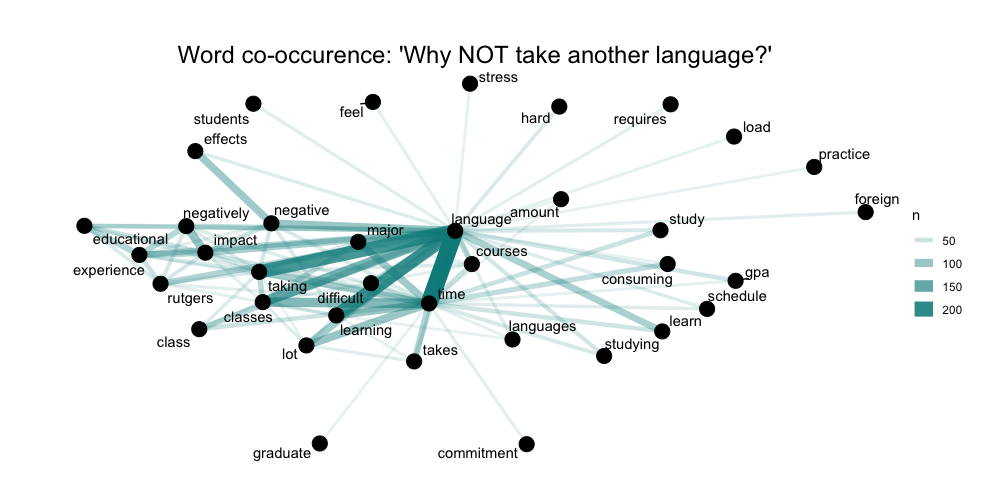 Word co-occurence: 'Why NOT take another language?'
stress
feel
students
hard
requires
load
effects
practice
foreign
negatively
negative
language
amount
study
n
major
educational
impact
courses
50
experience
consuming
gpa
100
taking
rutgers
difficult
time
schedule
150
classes
learning
languages
learn
200
class
lot
takes
studying
graduate
commitment